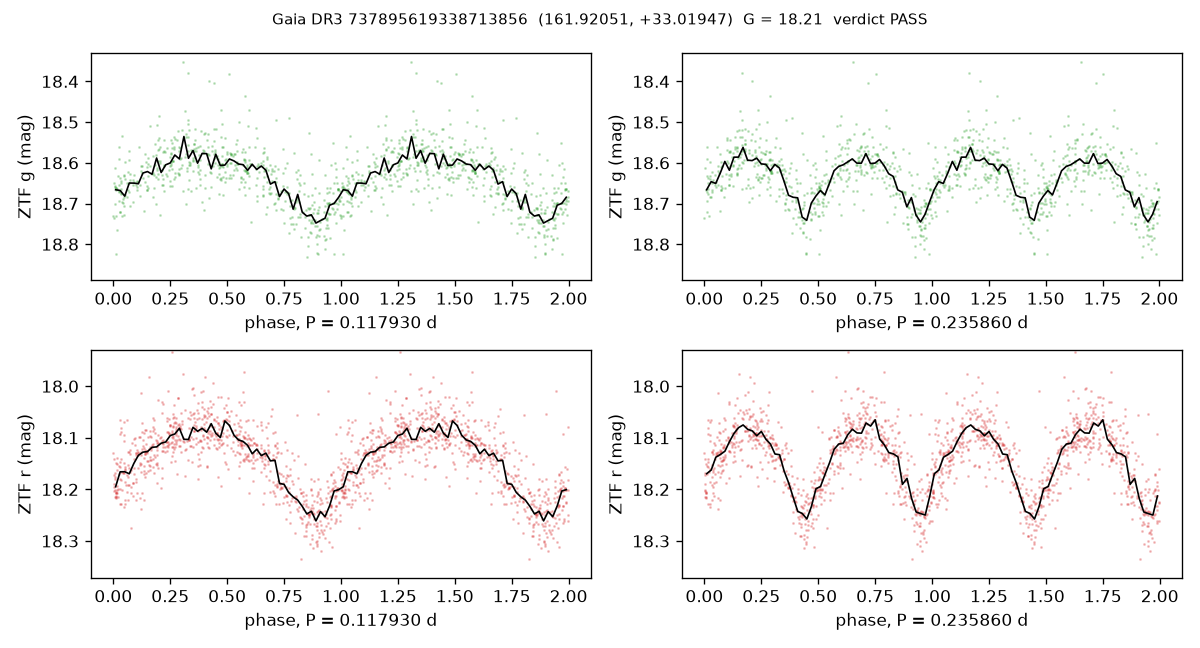 Gaia DR3 737895619338713856  (161.92051, +33.01947)  G = 18.21  verdict PASS
ZTF g (mag)
18.4
18.5
18.6
18.7
18.8
0.00 0.25 0.50 0.75 1.00 1.25 1.50 1.75 2.00
phase, P = 0.117930 d
ZTF g (mag)
18.4
18.5
18.6
18.7
18.8
0.00 0.25 0.50 0.75 1.00 1.25 1.50 1.75 2.00
phase, P = 0.235860 d
ZTF r (mag)
18.0
18.1
18.2
18.3
0.00 0.25 0.50 0.75 1.00 1.25 1.50 1.75 2.00
phase, P = 0.117930 d
ZTF r (mag)
18.0
18.1
18.2
18.3
0.00 0.25 0.50 0.75 1.00 1.25 1.50 1.75 2.00
phase, P = 0.235860 d